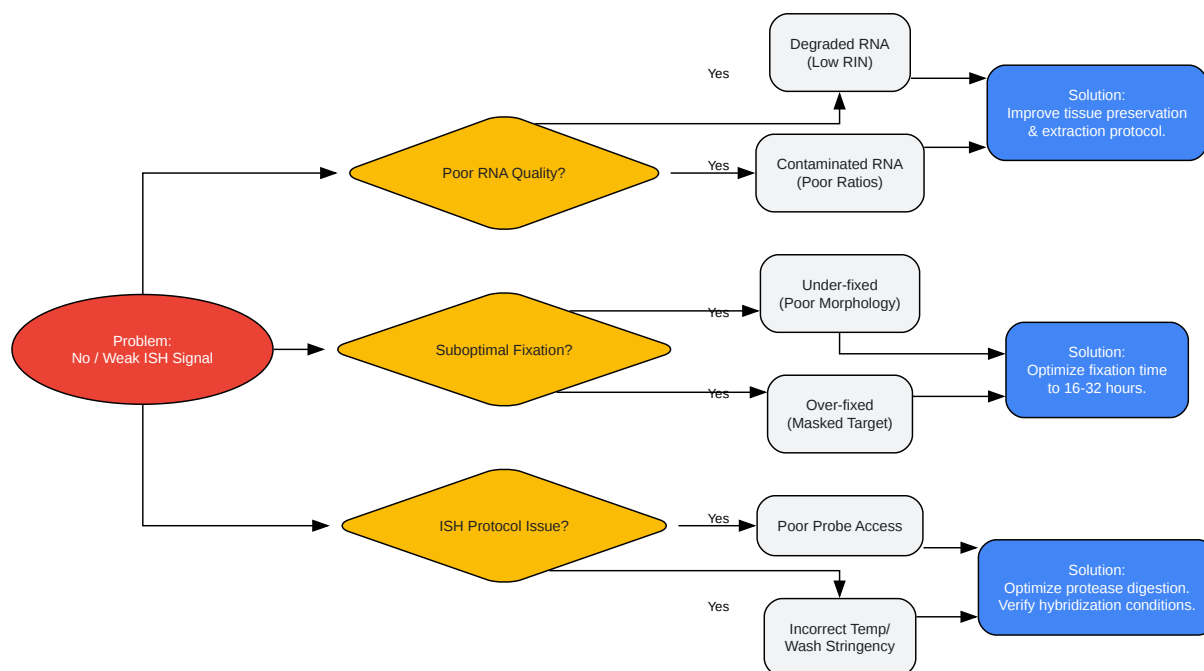 Problem:
No / Weak ISH Signal
Poor RNA Quality?
Yes
Degraded RNA
(Low RIN)
Yes
Contaminated RNA
(Poor Ratios)
Solution:
Improve tissue preservation
& extraction protocol.
Suboptimal Fixation?
Yes
Under-fixed
(Poor Morphology)
Yes
Over-fixed
(Masked Target)
Solution:
Optimize fixation time
to 16-32 hours.
ISH Protocol Issue?
Yes
Poor Probe Access
Yes
Incorrect Temp/
Wash Stringency
Solution:
Optimize protease digestion.
Verify hybridization conditions.